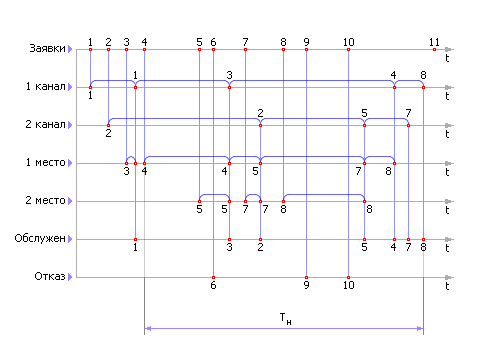 Заявки 1 2 3 4 5 6 7 8 9 10 11 t
1 канал 1 1 3 4 8 t
2 канал 2 2 5 7 t
1 место 3 4 4 5 7 8 t
2 место 5 5 7 7 8 8 t
Обслужен 1 3 2 5 4 7 8 t
Отказ 6 9 10 t
Tн